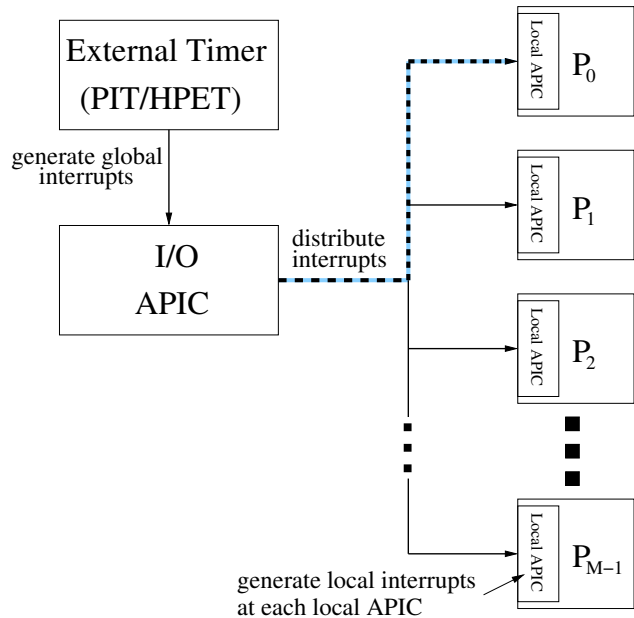 External Timer
(PIT/HPET)
generate global
interrupts
I/O
APIC
distribute
interrupts
Local APIC
P0
Local APIC
P1
Local APIC
P2
Local APIC
PM−1
generate local interrupts
at each local APIC